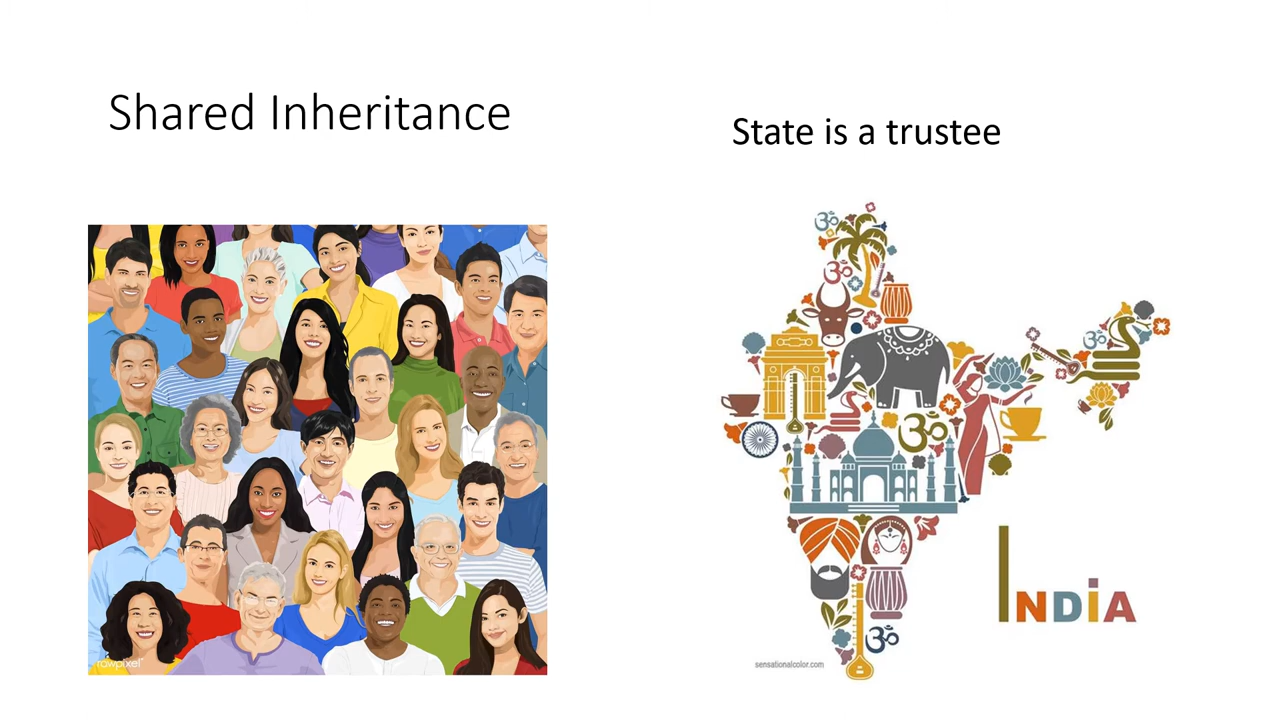 Shared Inheritance
State is a trustee
ॐ
ॐ
ॐ
ॐ
ॐ
INDiA
rawpixel
sensationalcolor.com